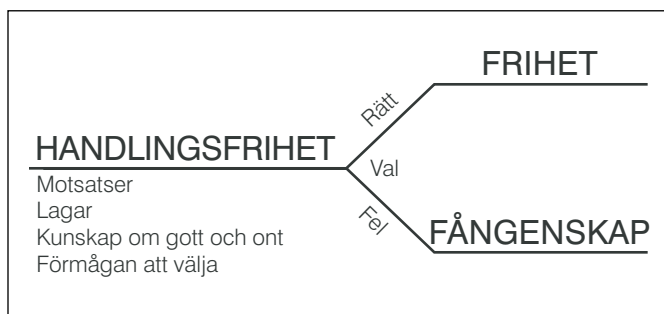 FRIHET
Rätt
HANDLINGSFRIHET
Val
Motsatser
Lagar
Kunskap om gott och ont
Förmågan att välja
Fel
FÅNGENSKAP